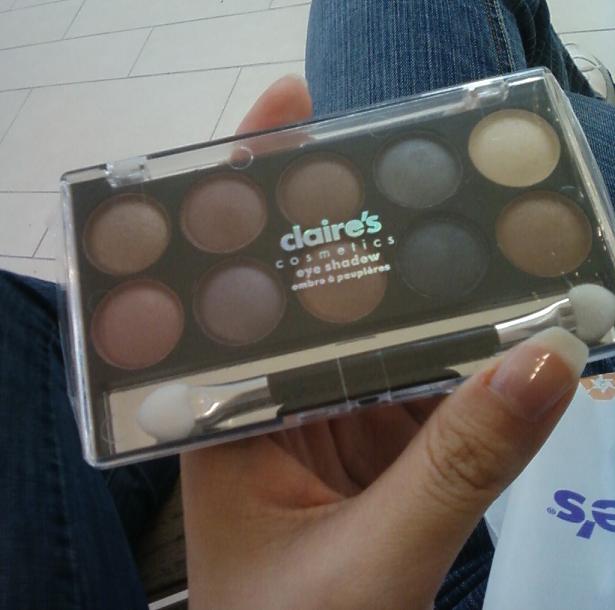 claire's
cosmetics
eye shadow
ombre à paupières
e's®